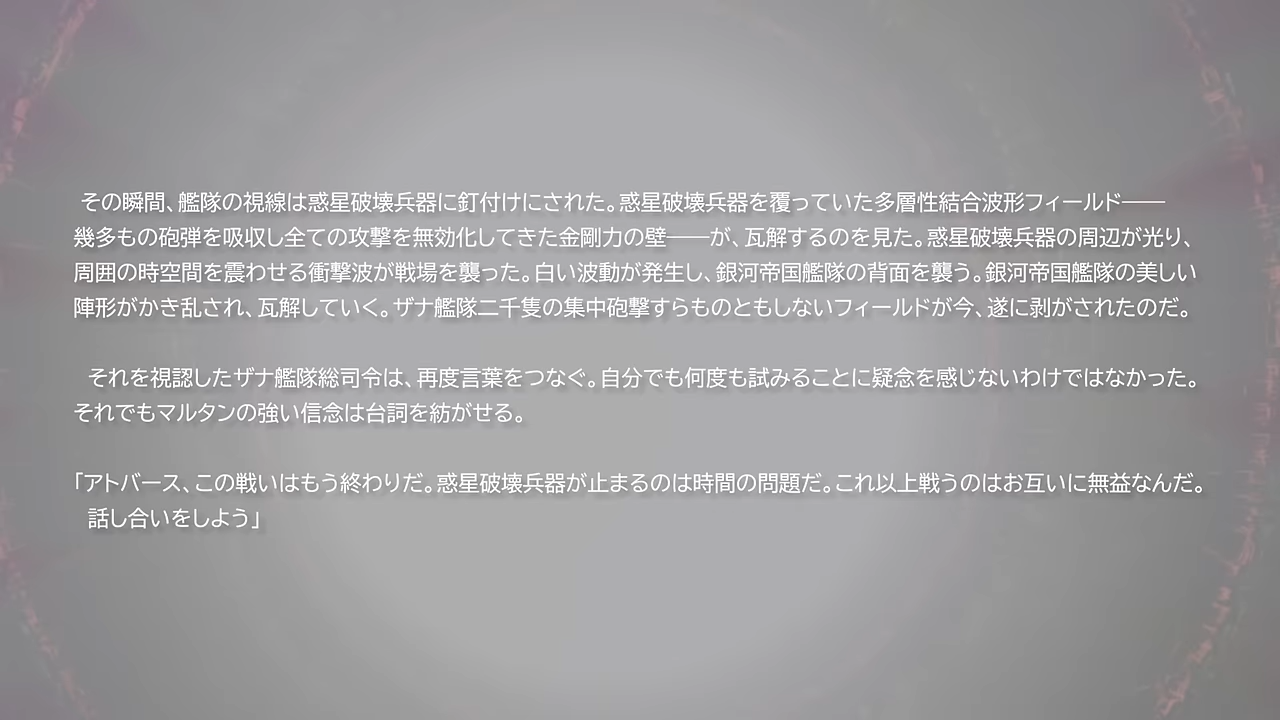 その瞬間、艦隊の視線は惑星破壊兵器に釘付けにされた。惑星破壊兵器を覆っていた多層性結合波形フィールド――
幾多もの砲弾を吸収し全ての攻撃を無効化してきた金剛力の壁――が、瓦解するのを見た。惑星破壊兵器の周辺が光り、
周囲の時空間を震わせる衝撃波が戦場を襲った。白い波動が発生し、銀河帝国艦隊の背面を襲う。銀河帝国艦隊の美しい
陣形がかき乱され、瓦解していく。ザナ艦隊二千隻の集中砲撃すらものともしないフィールドが今、遂に剥がされたのだ。
それを視認したザナ艦隊総司令は、再度言葉をつなぐ。自分でも何度も試みることに疑念を感じないわけではなかった。
それでもマルタンの強い信念は台詞を紡がせる。
「アトバース、この戦いはもう終わりだ。惑星破壊兵器が止まるのは時間の問題だ。これ以上戦うのはお互いに無益なんだ。
話し合いをしよう」